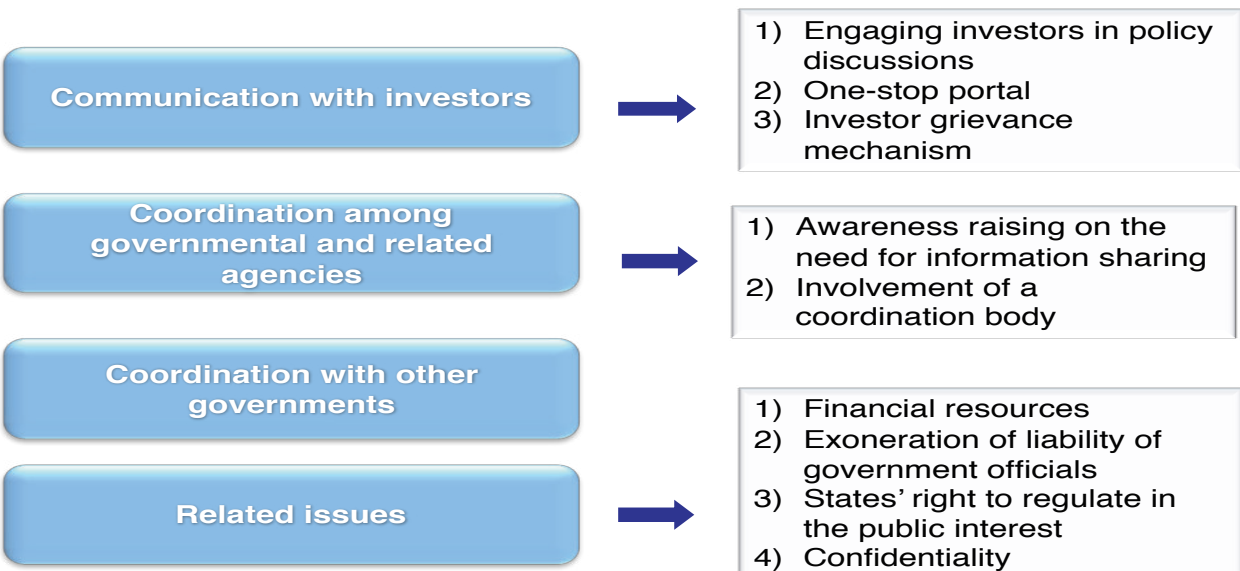 Communication with investors
1) Engaging investors in policy
discussions
2) One-stop portal
3) Investor grievance
mechanism
Coordination among
governmental and related
agencies
1) Awareness raising on the
need for information sharing
2) Involvement of a
coordination body
Coordination with other
governments
Related issues
1) Financial resources
2) Exoneration of liability of
government officials
3) States’ right to regulate in
the public interest
4) Confidentiality